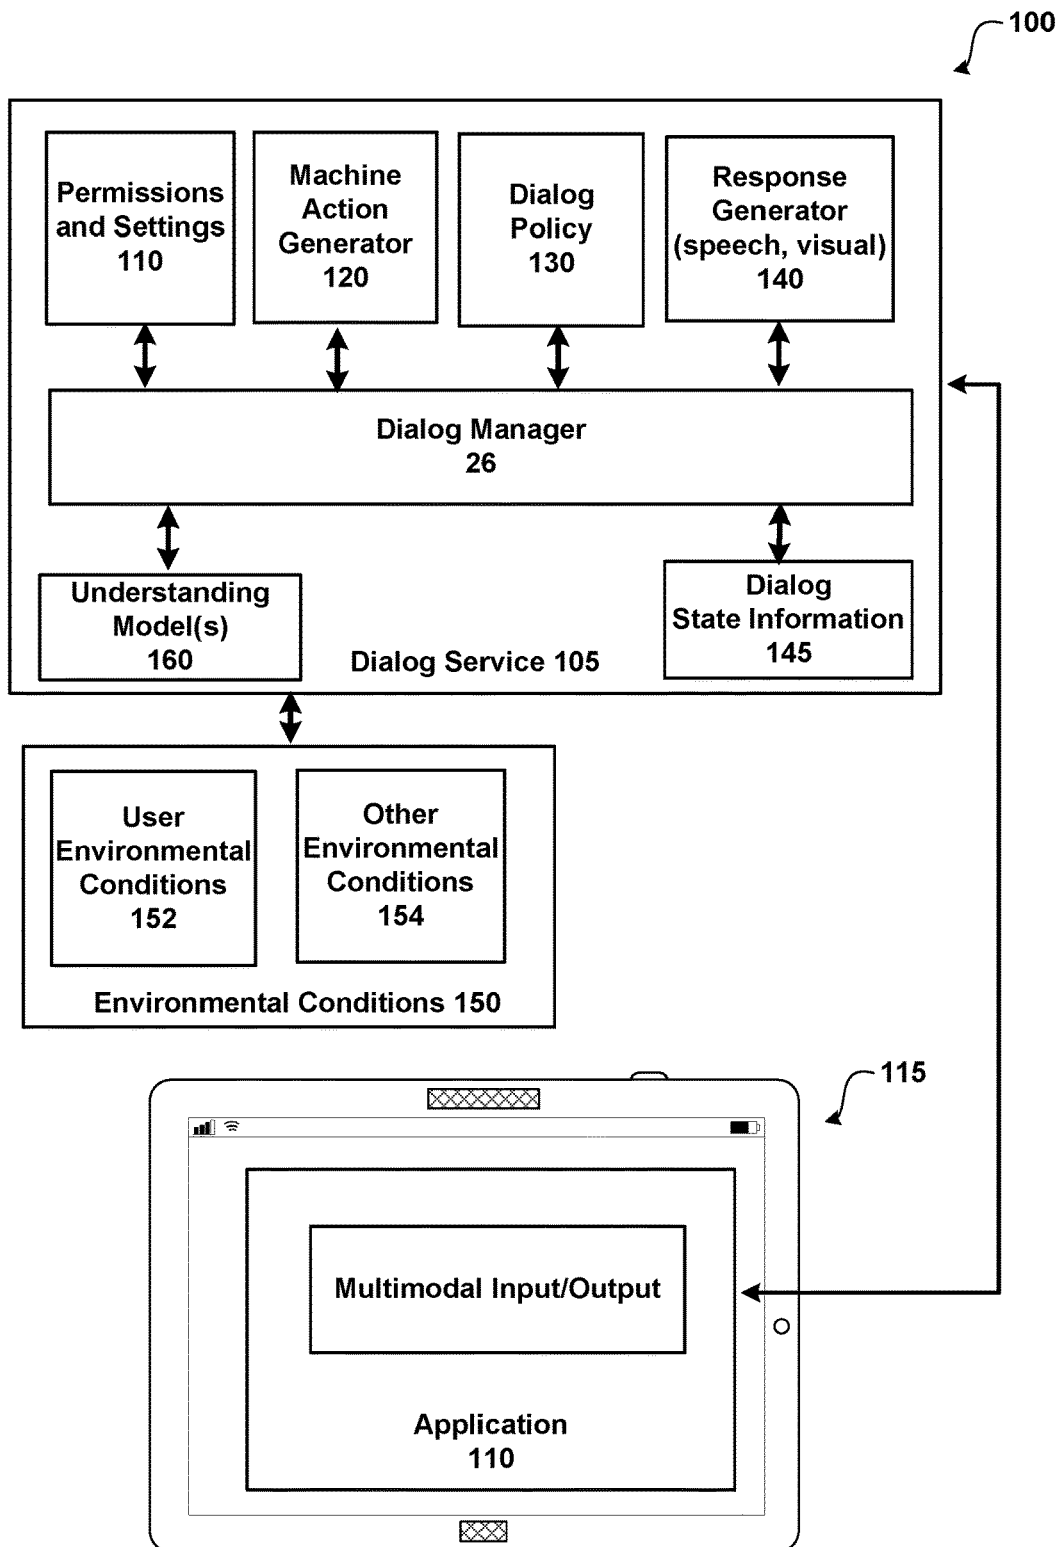 100
Permissions
and Settings
110
Machine
Action
Generator
120
Dialog
Policy
130
Response
Generator
(speech, visual)
140
Dialog Manager
26
Understanding
Model(s)
160
Dialog Service 105
Dialog
State Information
145
User
Environmental
Conditions
152
Other
Environmental
Conditions
154
Environmental Conditions 150
115
Multimodal Input/Output
Application
110